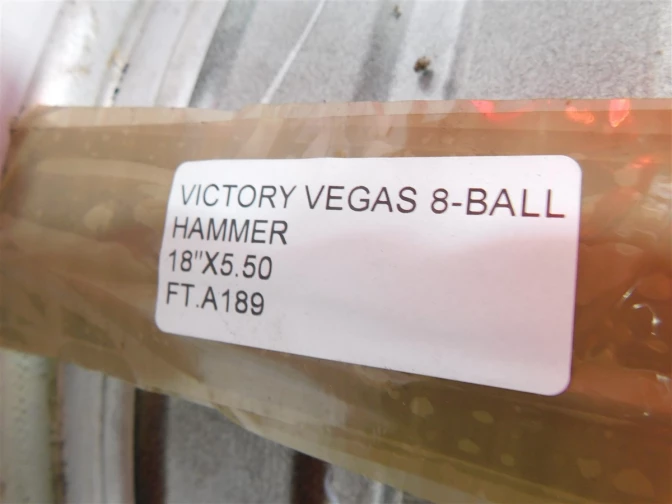 VICTORY VEGAS 8-BALL
HAMMER
18"X5.50
FT.A189